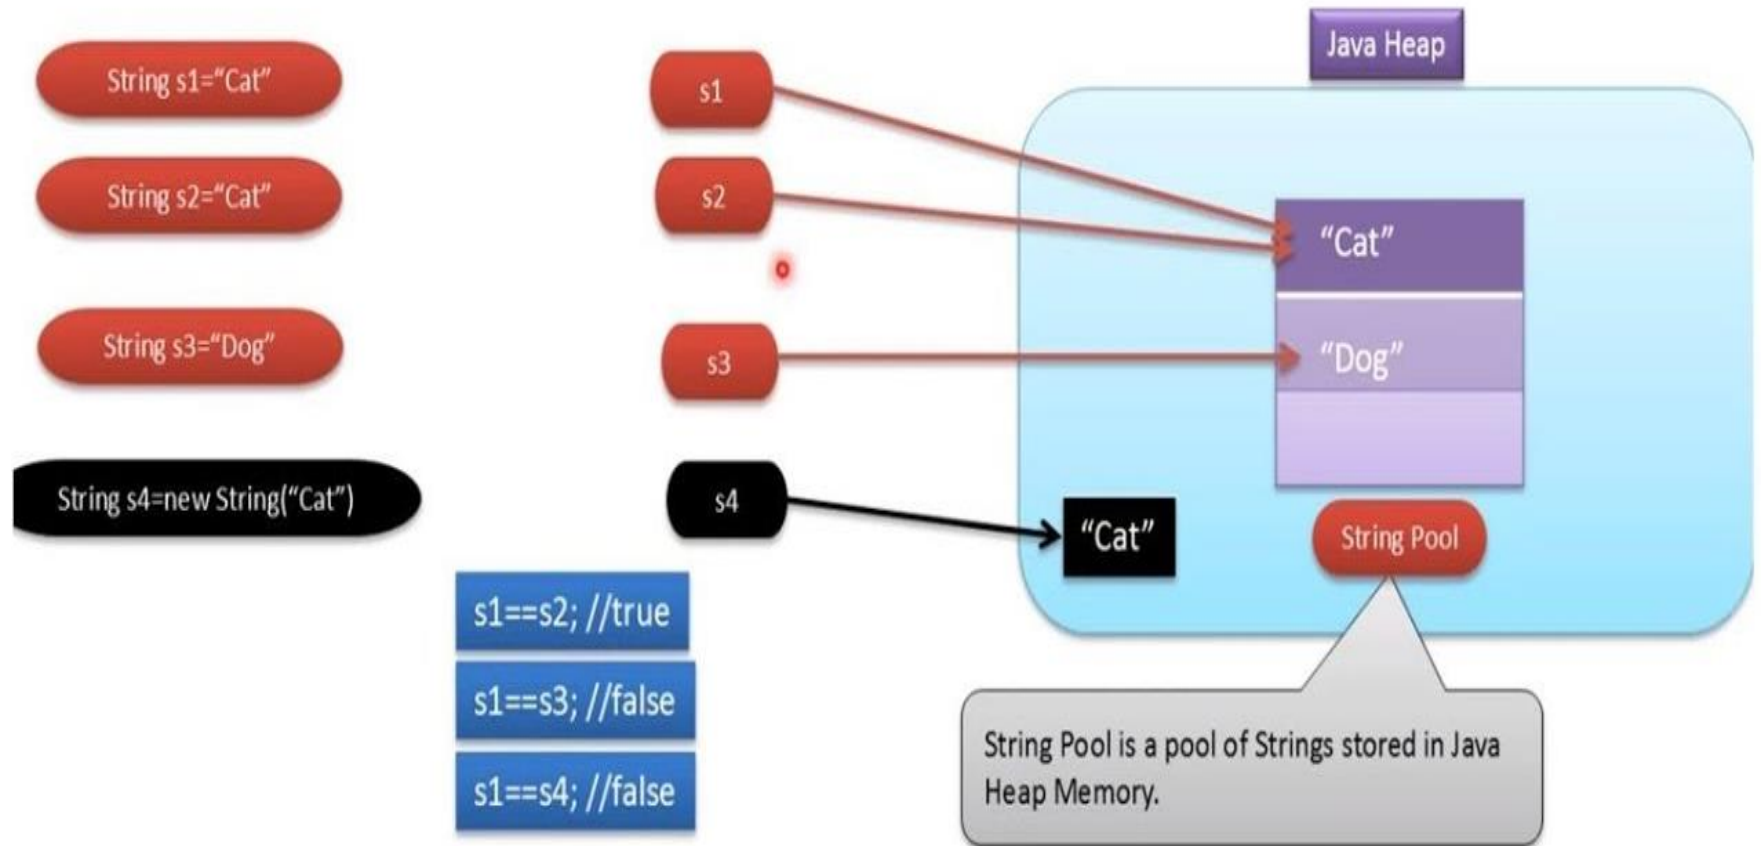 String s1=“Cat”
String s2=“Cat”
String s3=“Dog”
String s4=new String(“Cat”)
s1
s2
s3
s4
Java Heap
“Cat”
“Dog”
“Cat”
String Pool
s1==s2; //true
s1==s3; //false
s1==s4; //false
String Pool is a pool of Strings stored in Java
Heap Memory.